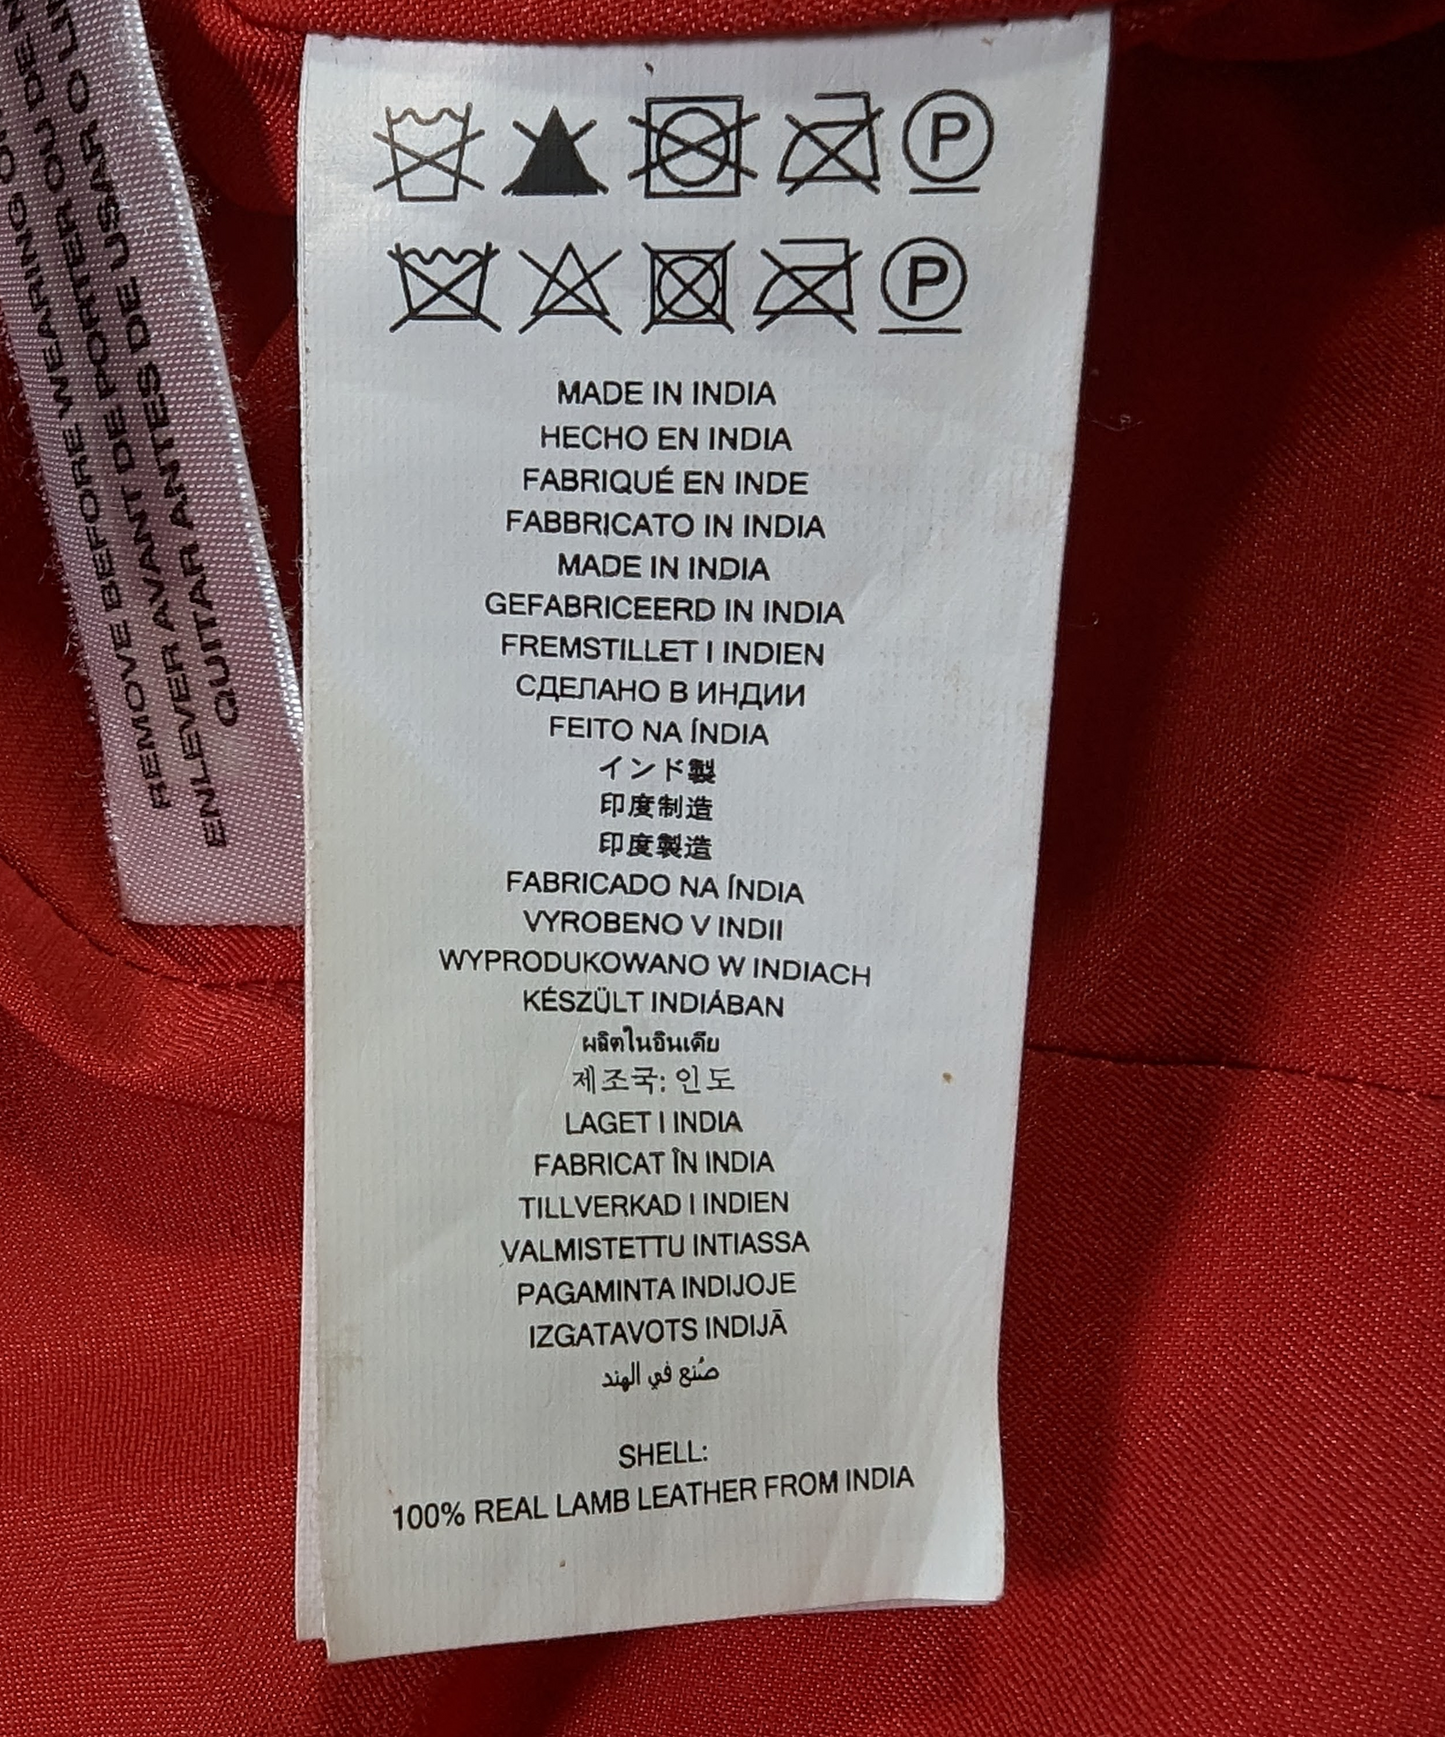 REMOVE BEFORE WEARING OR
REMOVER AVANT DE PORTER OU DE
ENLEVER ANTES DE USAR O
QUITAR
P
P
MADE IN INDIA
HECHO EN INDIA
FABRIQUÉ EN INDE
FABBRICATO IN INDIA
MADE IN INDIA
GEFABRICEERD IN INDIA
FREMSTILLET I INDIEN
СДЕЛАНО В ИНДИИ
FEITO NA ÍNDIA
インド製
印度制造
印度製造
FABRICADO NA ÍNDIA
VYROBENO V INDII
WYPRODUKOWANO W INDIACH
KÉSZÜLT INDIÁBAN
ผลิตในอินเดีย
제조국: 인도
LAGET I INDIA
FABRICAT ÎN INDIA
TILLVERKAD I INDIEN
VALMISTETTU INTIASSA
PAGAMINTA INDIJOJE
IZGATAVOTS INDIJĀ
صُنع في الهند
SHELL:
100% REAL LAMB LEATHER FROM INDIA